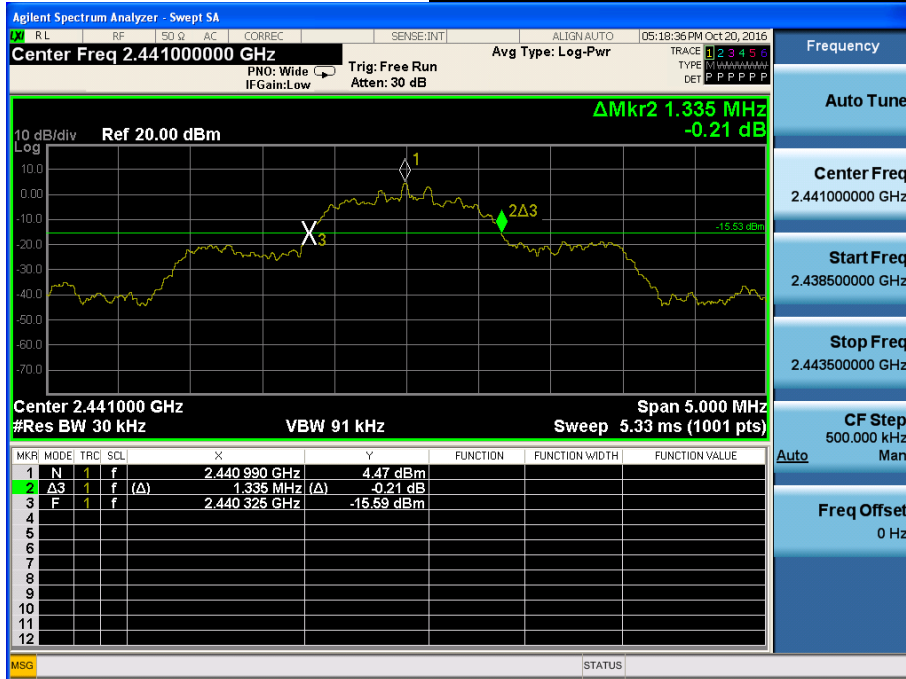 Agilent Spectrum Analyzer - Swept SA
LXI RL RF 50 Ω AC CORREC SENSE:INT ALIGN AUTO 05:18:36 PM Oct 20, 2016
Center Freq 2.441000000 GHz
PNO: Wide
IFGain:Low
Trig: Free Run
Atten: 30 dB
Avg Type: Log-Pwr
TRACE 1 2 3 4 5 6
TYPE M WWWWW
DET P P P P P P
ΔMkr2 1.335 MHz
-0.21 dB
10 dB/div Ref 20.00 dBm
Log
10.0
0.00
-10.0
-20.0
-30.0
-40.0
-50.0
-60.0
-70.0
1
2Δ3
3
-15.53 dBm
Center 2.441000 GHz Span 5.000 MHz
#Res BW 30 kHz VBW 91 kHz Sweep 5.33 ms (1001 pts)
MKR MODE TRC SCL X Y FUNCTION FUNCTION WIDTH FUNCTION VALUE
1 N 1 f 2.440 990 GHz 4.47 dBm
2 Δ3 1 f (Δ) 1.335 MHz (Δ) -0.21 dB
3 F 1 f 2.440 325 GHz -15.59 dBm
4
5
6
7
8
9
10
11
12
MSG STATUS
Frequency
Auto Tune
Center Freq
2.441000000 GHz
Start Freq
2.438500000 GHz
Stop Freq
2.443500000 GHz
CF Step
500.000 kHz
Auto Man
Freq Offset
0 Hz